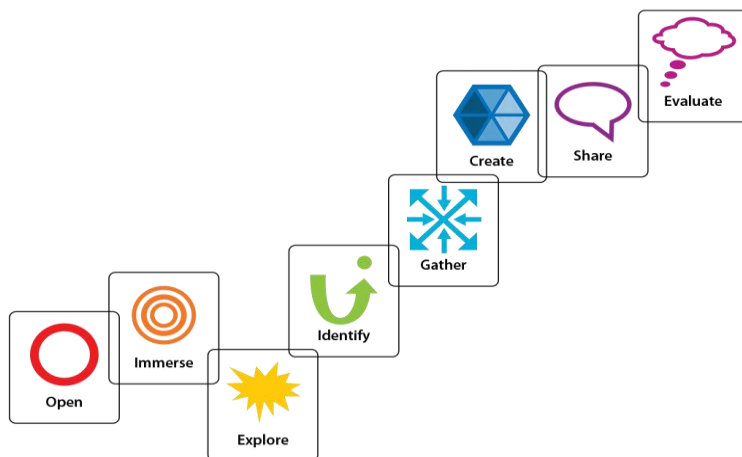 Open
Immerse
Explore
Identify
Gather
Create
Share
Evaluate